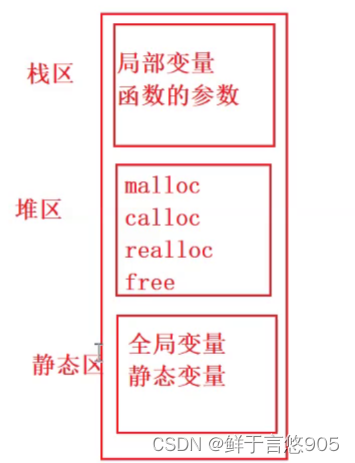 栈区
局部变量
函数的参数
堆区
malloc
calloc
realloc
free
静态区
全局变量
静态变量
CSDN @鲜于言悠905